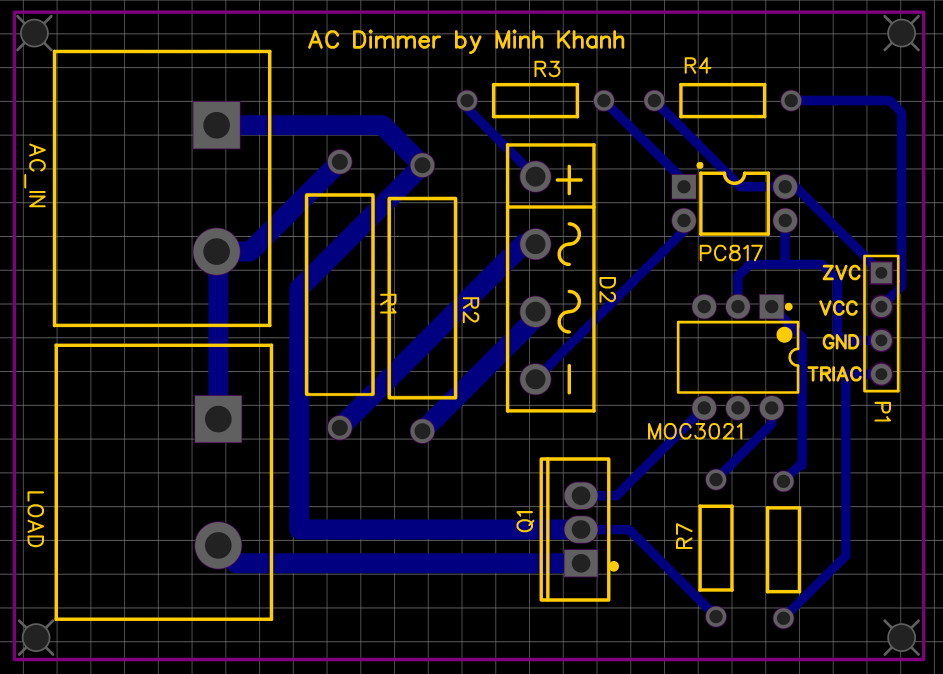 AC Dimmer by Minh Khanh
R3
R4
AC_IN
PC817
ZVC
D2
R1
R2
VCC
GND
TRIAC
P1
MOC3021
LOAD
Q1
R7